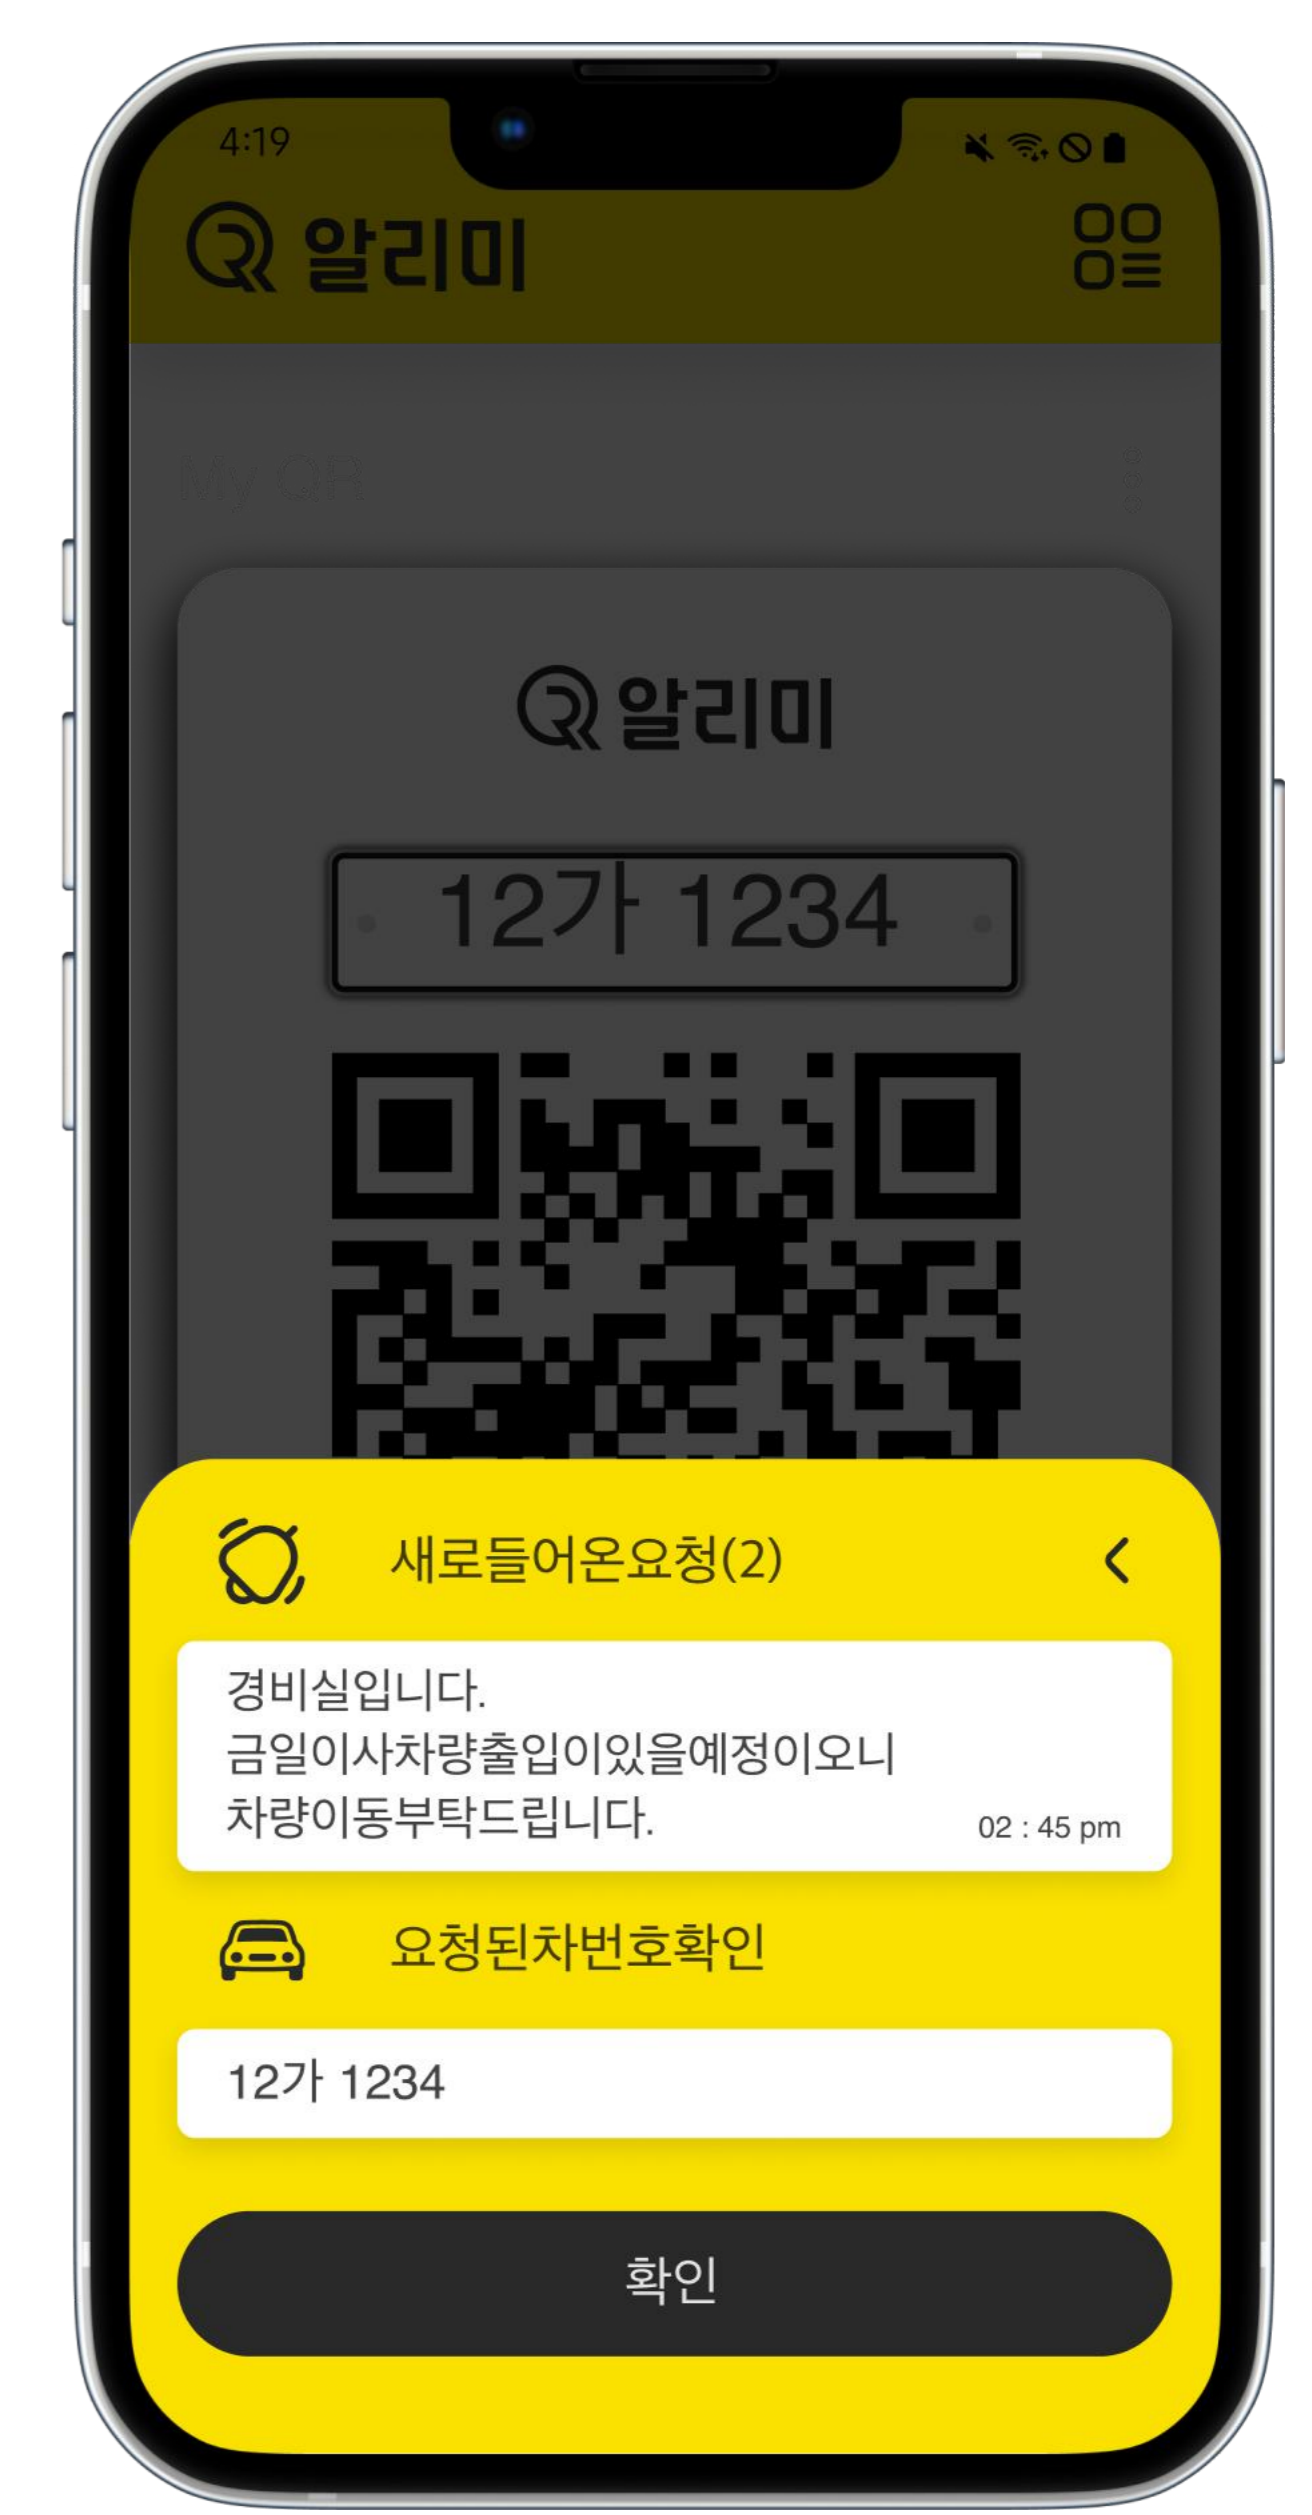 4:19
알리미
My QR
알리미
12가 1234
새로들어온요청(2)
경비실입니다.
금일이사차량출입이있을예정이오니
차량이동부탁드립니다.
02 : 45 pm
요청된차번호확인
12가 1234
확인